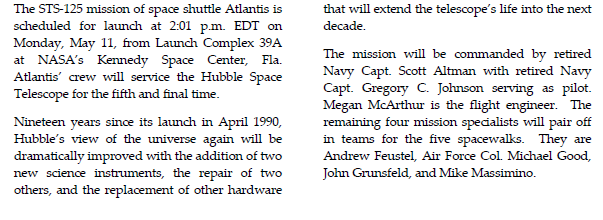 The STS-125 mission of space shuttle Atlantis is
scheduled for launch at 2:01 p.m. EDT on
Monday, May 11, from Launch Complex 39A
at NASA's Kennedy Space Center, Fla.
Atlantis' crew will service the Hubble Space
Telescope for the fifth and final time.

Nineteen years since its launch in April 1990,
Hubble's view of the universe again will be
dramatically improved with the addition of two
new science instruments, the repair of two
others, and the replacement of other hardware
that will extend the telescope's life into the next
decade.

The mission will be commanded by retired
Navy Capt. Scott Altman with retired Navy
Capt. Gregory C. Johnson serving as pilot.
Megan McArthur is the flight engineer. The
remaining four mission specialists will pair off
in teams for the five spacewalks. They are
Andrew Feustel, Air Force Col. Michael Good,
John Grunsfeld, and Mike Massimino.